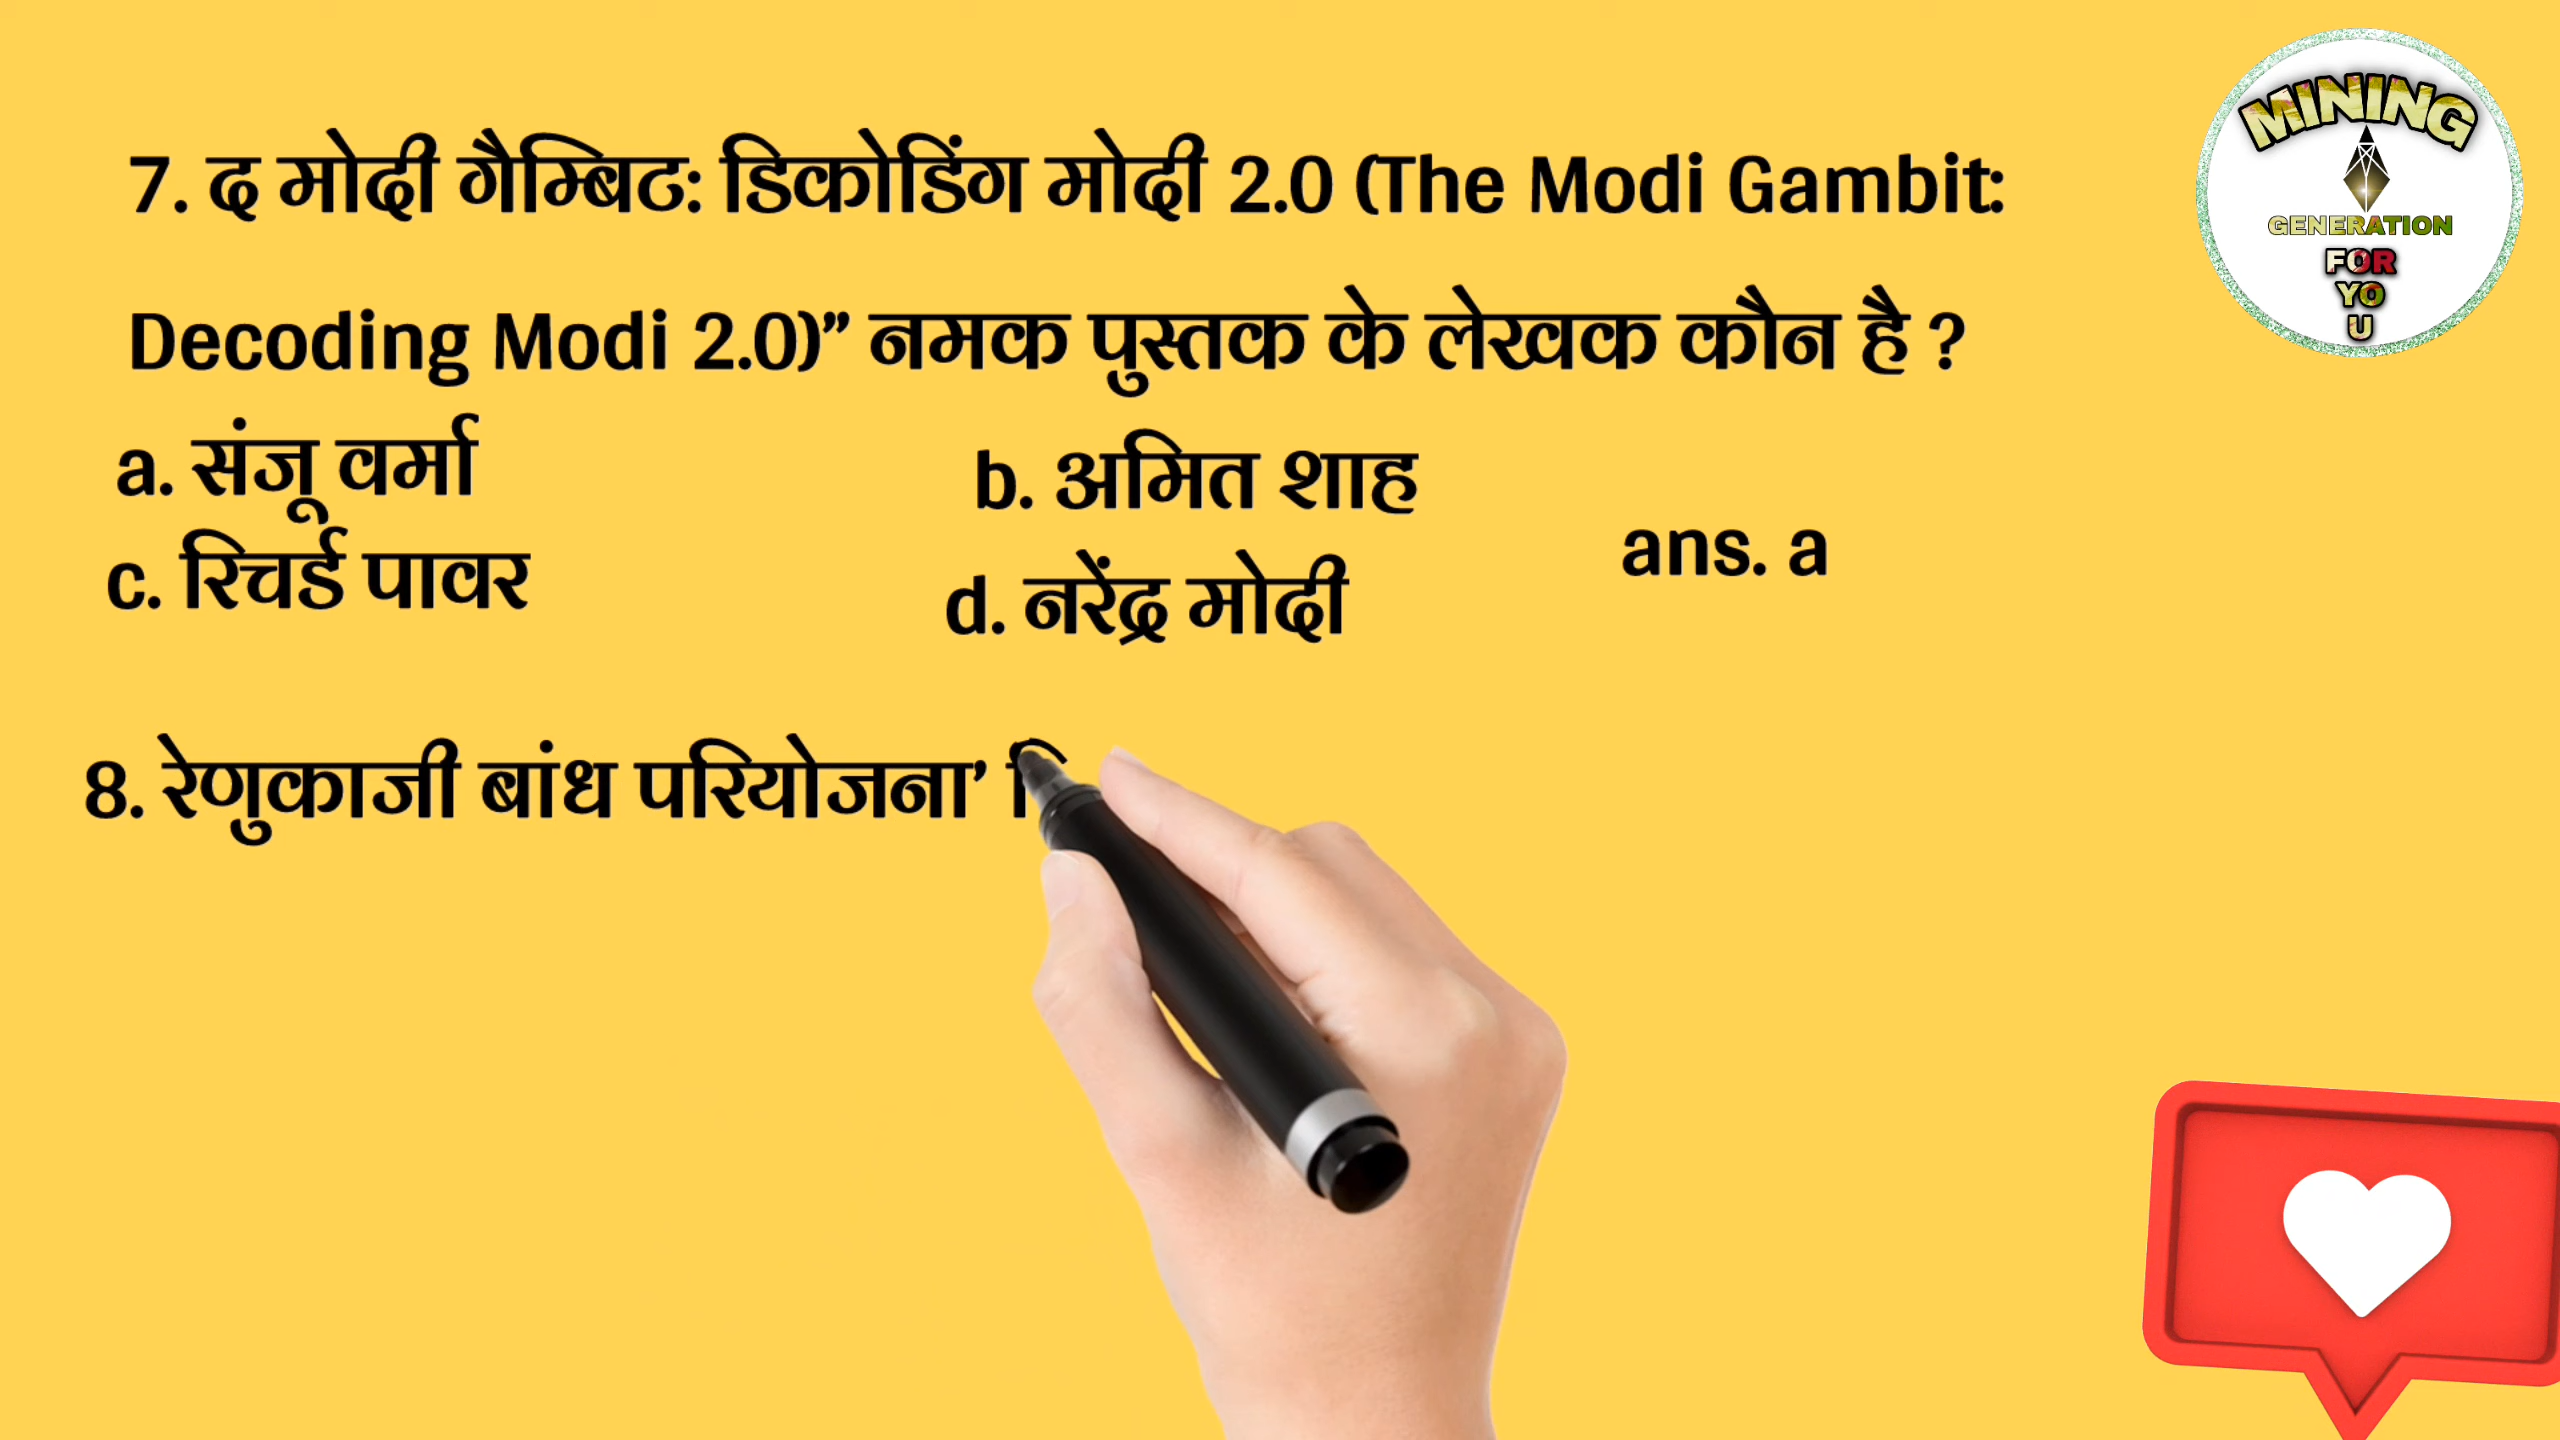 7. द मोदी गैम्बिट: डिकोडिंग मोदी 2.0 (The Modi Gambit:
Decoding Modi 2.0)” नमक पुस्तक के लेखक कौन है ?
a. संजू वर्मा
b. अमित शाह
c. रिचर्ड पावर
d. नरेंद्र मोदी
ans. a
8. रेणुकाजी बांध परियोजना’
MINING
GENERATION
FOR
YO
U